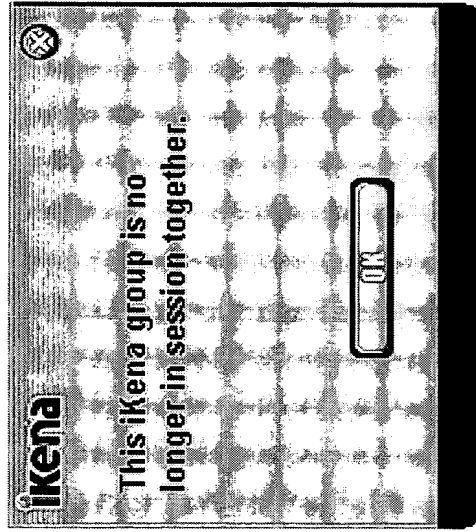 iKena
This iKena group is no
longer in session together.
OK